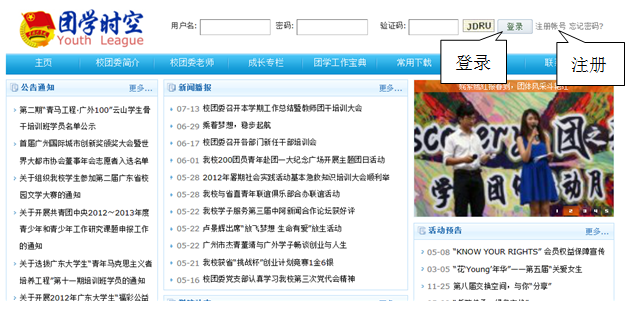 团学时空
Youth League
用户名: 密码: 验证码: JDRU 登录 注册帐号 忘记密码?
主页 校团委简介 校团委老师 成长专栏 团学工作宝典 常用下载
登录
注册
公告通知 更多...
第二期“青马工程·广外100”云山学生骨
干培训班学员名单公示
首届广州国际城市创新奖颁奖大会暨世
界大都市协会董事年会志愿者入选名单
关于组织我校学生参加第二届广东省校
园文学大赛的通知
关于开展共青团中央2012~2013年度
青少年和青少年工作研究课题申报工作
的通知
关于选拔广东大学生“青年马克思主义者
培养工程”第十一期培训班学员的通知
关于开展2012年广东大学生“福彩公益
新闻播报 更多...
07-13 校团委召开本学期工作总结暨教师团干培训大会
06-29 乘着梦想，稳步起航
06-17 校团委召开各部门新任干部培训会
06-01 我校200员青年赴团一大纪念广场开展主题团日活动
05-28 2012年暑期社会实践活动基本急救知识培训大会顺利举
05-28 我校与省直青年联谊俱乐部合办联谊活动
05-22 我校学子服务第三届中阿新闻合作论坛获好评
05-22 卢景辉出席“放飞梦想 生命有爱”放生活动
05-22 广州市杰青董靖与广外学子畅谈创业与人生
05-21 我校获省“挑战杯”创业计划竞赛1金6银
05-16 校团委党支部认真学习我校第三次党代会精神
1 2 3 4 5
活动预告 更多...
05-08 “KNOW YOUR RIGHTS” 会员权益保障宣传
03-05 “花'Young'年华”——第五届“关爱女生
11-25 第八届交换空间，与你“分享”